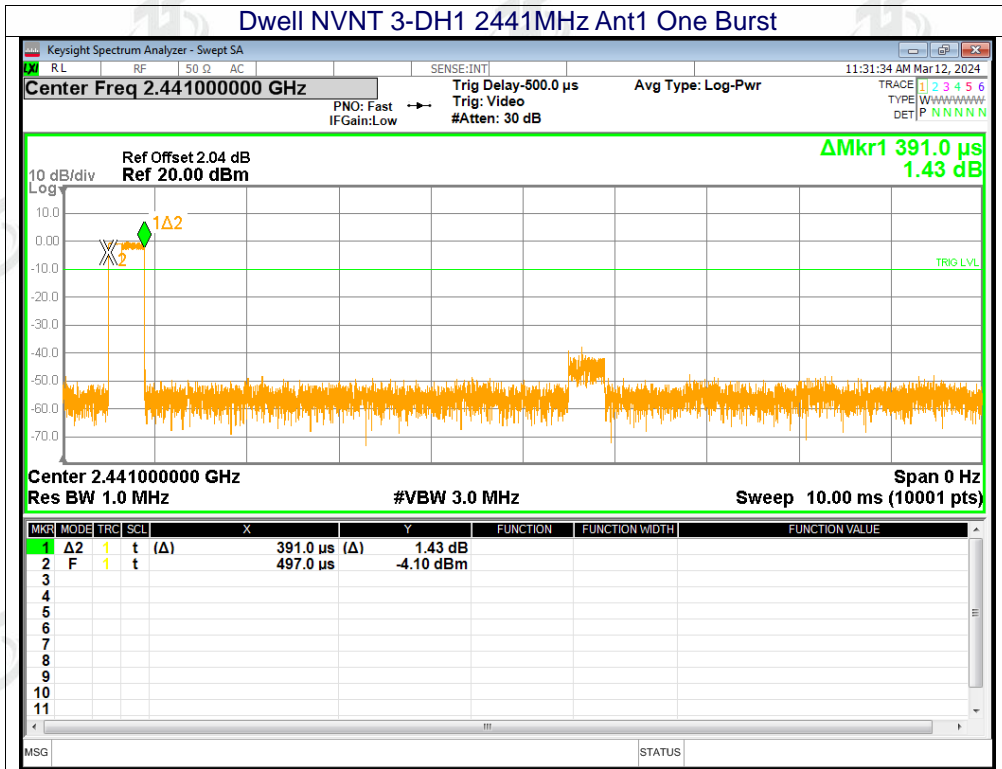 Dwell NVNT 3-DH1 2441MHz Ant1 One Burst
Keysight Spectrum Analyzer - Swept SA
LXI RL RF 50 Ω AC SENSE:INT 11:31:34 AM Mar 12, 2024
Center Freq 2.441000000 GHz Trig Delay-500.0 µs Avg Type: Log-Pwr TRACE 1 2 3 4 5 6
PNO: Fast Trig: Video TYPE WWWWWW
IFGain:Low #Atten: 30 dB DET P N N N N N
ΔMkr1 391.0 µs
1.43 dB
Ref Offset 2.04 dB
10 dB/div Ref 20.00 dBm
Log
10.0
1Δ2
0.00
2
-10.0
TRIG LVL
-20.0
-30.0
-40.0
-50.0
-60.0
-70.0
Center 2.441000000 GHz Span 0 Hz
Res BW 1.0 MHz #VBW 3.0 MHz Sweep 10.00 ms (10001 pts)
MKR MODE TRC SCL X Y FUNCTION FUNCTION WIDTH FUNCTION VALUE
1 Δ2 1 t (Δ) 391.0 µs (Δ) 1.43 dB
2 F 1 t 497.0 µs -4.10 dBm
3
4
5
6
7
8
9
10
11
MSG STATUS